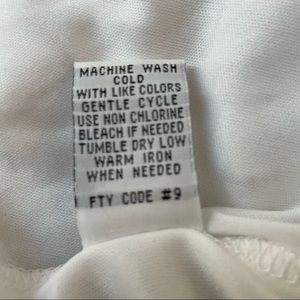 MACHINE WASH
COLD
WITH LIKE COLORS
GENTLE CYCLE
USE NON CHLORINE
BLEACH IF NEEDED
TUMBLE DRY LOW
WARM IRON
WHEN NEEDED
FTY CODE #9